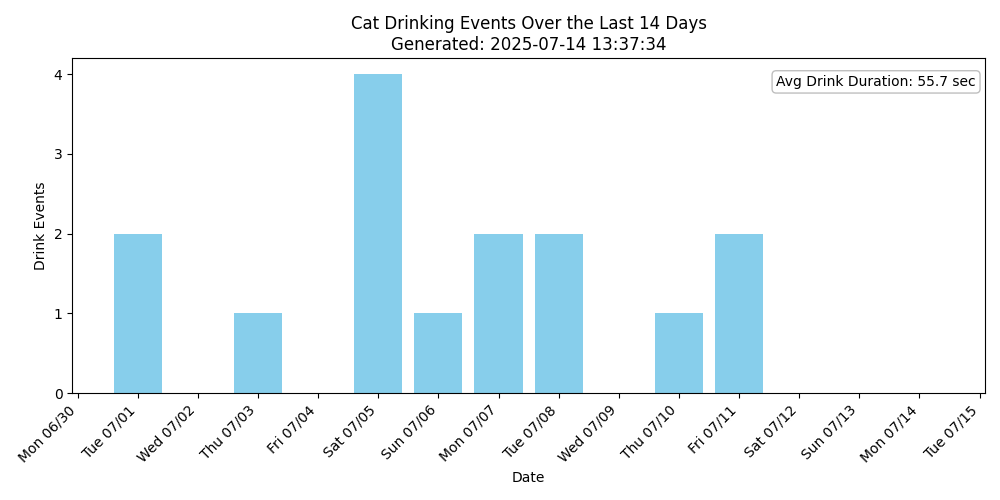 Cat Drinking Events Over the Last 14 Days
Generated: 2025-07-14 13:37:34
Avg Drink Duration: 55.7 sec
Drink Events
4
3
2
1
0
Mon 06/30
Tue 07/01
Wed 07/02
Thu 07/03
Fri 07/04
Sat 07/05
Sun 07/06
Mon 07/07
Tue 07/08
Wed 07/09
Thu 07/10
Fri 07/11
Sat 07/12
Sun 07/13
Mon 07/14
Tue 07/15
Date